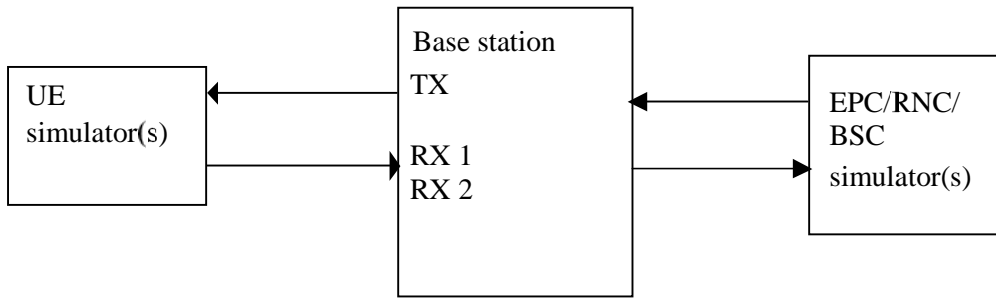 UE
simulator(s)
Base station
TX
RX 1
RX 2
EPC/RNC/
BSC
simulator(s)